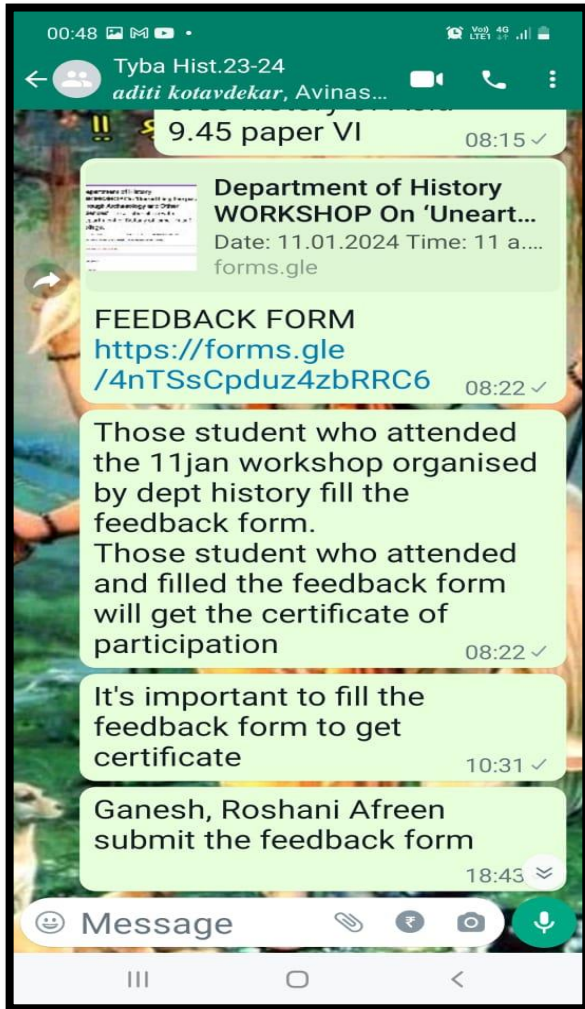 00:48
Vo)) 4G
LTE1
Tyba Hist.23-24
aditi kotavdekar, Avinas...
9.45 paper VI
08:15
Department of History
WORKSHOP On ‘Uneart...
Date: 11.01.2024 Time: 11 a....
forms.gle
FEEDBACK FORM
https://forms.gle
/4nTSsCpduz4zbRRC6
08:22
Those student who attended
the 11jan workshop organised
by dept history fill the
feedback form.
Those student who attended
and filled the feedback form
will get the certificate of
participation
08:22
It's important to fill the
feedback form to get
certificate
10:31
Ganesh, Roshani Afreen
submit the feedback form
18:43
Message
₹